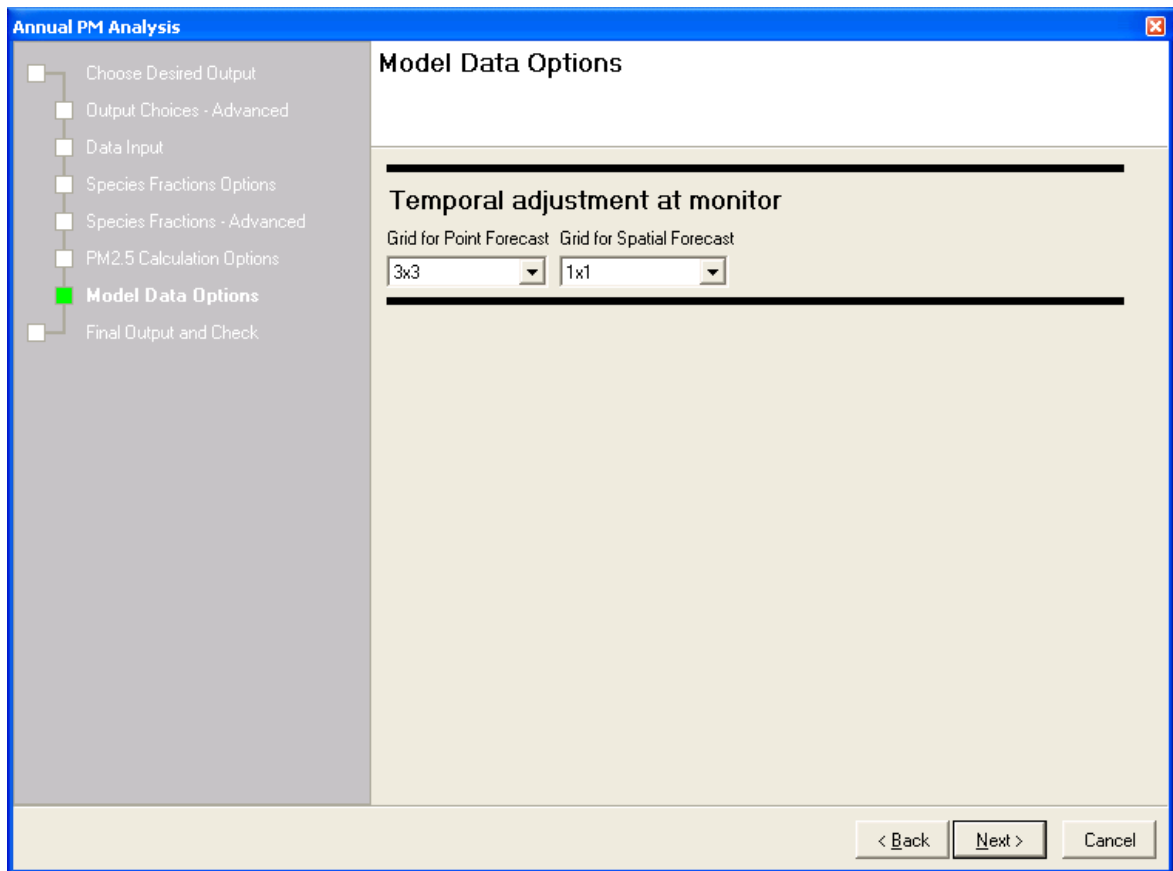 Annual PM Analysis
Choose Desired Output
Output Choices - Advanced
Data Input
Species Fractions Options
Species Fractions - Advanced
PM2.5 Calculation Options
Model Data Options
Final Output and Check
Model Data Options
Temporal adjustment at monitor
Grid for Point Forecast Grid for Spatial Forecast
3x3 1x1
< Back Next > Cancel